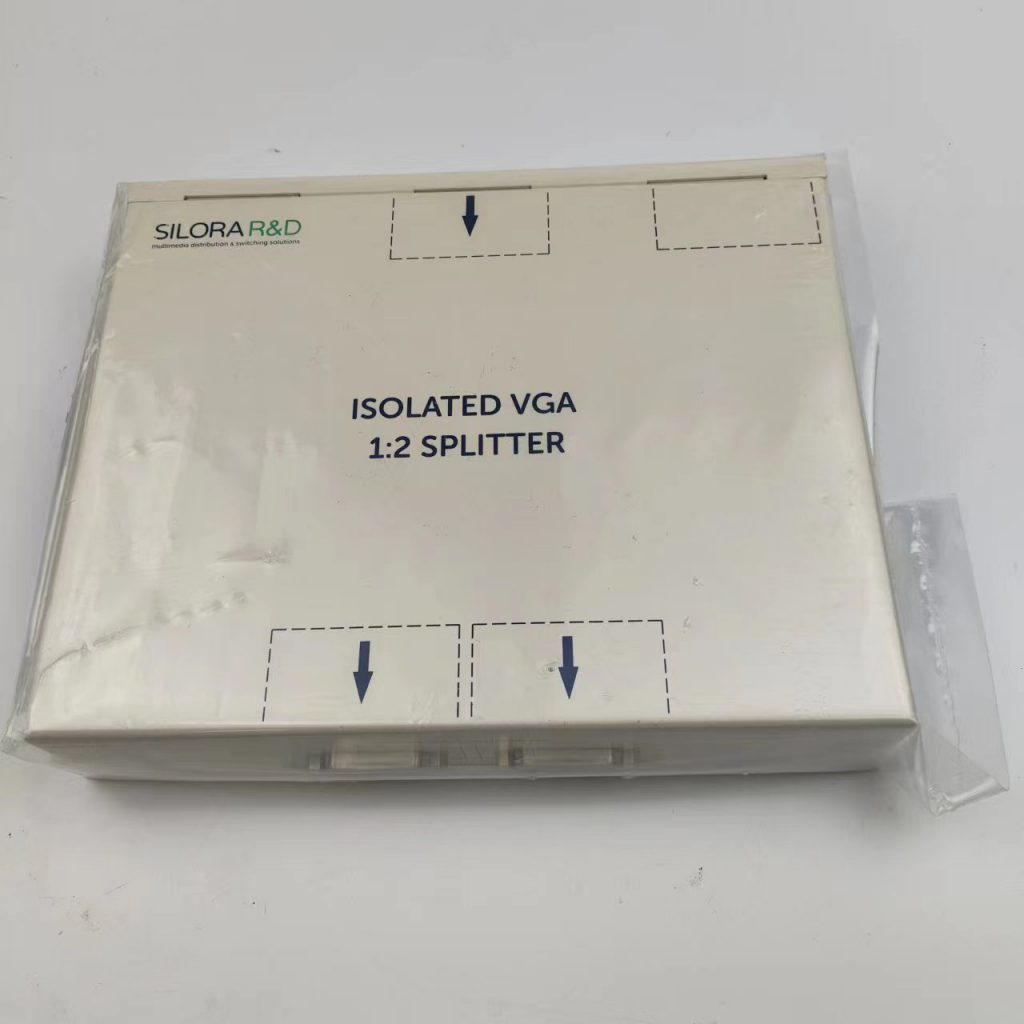 SILORA R&D
multimedia distribution & switching solutions
ISOLATED VGA
1:2 SPLITTER